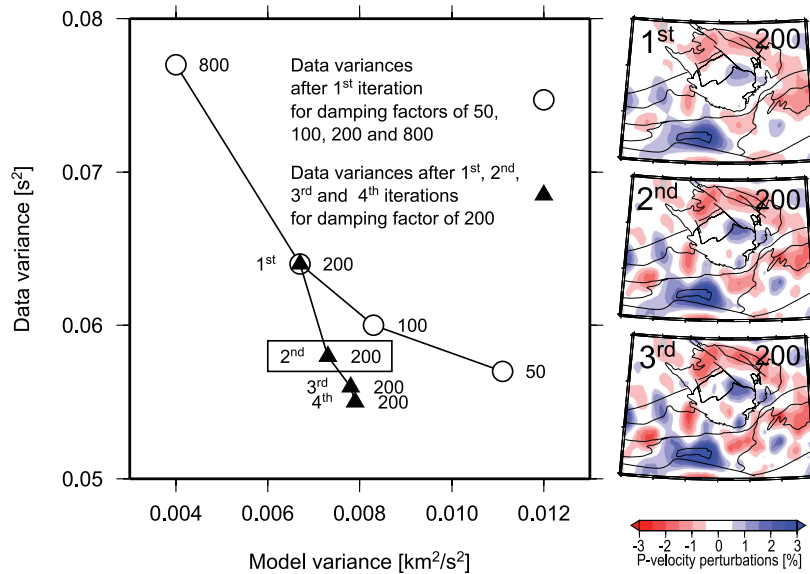 0.08
0.07
0.06
0.05
Data variance [s²]
800
Data variances
after 1st iteration
for damping factors of 50,
100, 200 and 800
Data variances after 1st, 2nd,
3rd and 4th iterations
for damping factor of 200
1st 200
100
2nd 200
50
3rd 200
4th 200
0.004 0.006 0.008 0.010 0.012
Model variance [km²/s²]
1st 200
2nd 200
3rd 200
-3 -2 -1 0 1 2 3
P-velocity perturbations [%]